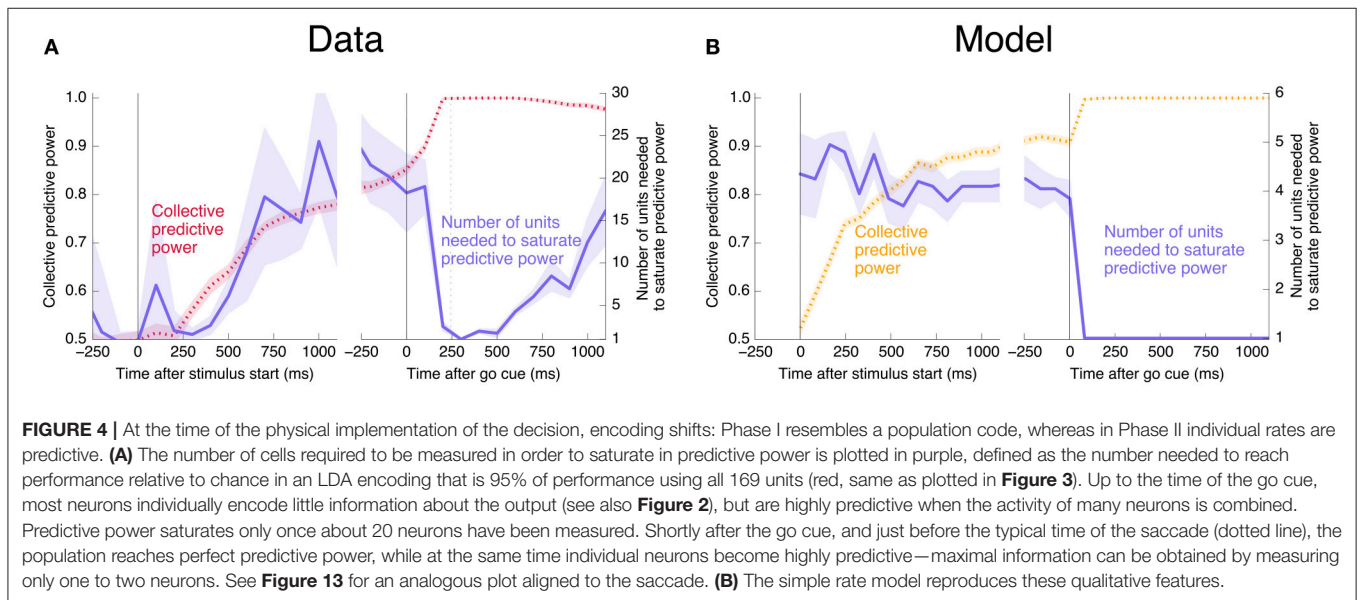 A
Data
B
Model
Collective predictive power
1.0
0.9
0.8
0.7
0.6
0.5
Collective
predictive
power
Number of units
needed to saturate
predictive power
30
25
20
15
10
5
1
Number of units needed
to saturate predictive power
−250 0 250 500 750 1000
Time after stimulus start (ms)
−250 0 250 500 750 1000
Time after go cue (ms)
Collective predictive power
1.0
0.9
0.8
0.7
0.6
0.5
Collective
predictive
power
Number of units
needed to saturate
predictive power
6
5
4
3
2
1
Number of units needed
to saturate predictive power
−250 0 250 500 750 1000
Time after stimulus start (ms)
−250 0 250 500 750 1000
Time after go cue (ms)
FIGURE 4 | At the time of the physical implementation of the decision, encoding shifts: Phase I resembles a population code, whereas in Phase II individual rates are
predictive. (A) The number of cells required to be measured in order to saturate in predictive power is plotted in purple, defined as the number needed to reach
performance relative to chance in an LDA encoding that is 95% of performance using all 169 units (red, same as plotted in Figure 3). Up to the time of the go cue,
most neurons individually encode little information about the output (see also Figure 2), but are highly predictive when the activity of many neurons is combined.
Predictive power saturates only once about 20 neurons have been measured. Shortly after the go cue, and just before the typical time of the saccade (dotted line), the
population reaches perfect predictive power, while at the same time individual neurons become highly predictive—maximal information can be obtained by measuring
only one to two neurons. See Figure 13 for an analogous plot aligned to the saccade. (B) The simple rate model reproduces these qualitative features.